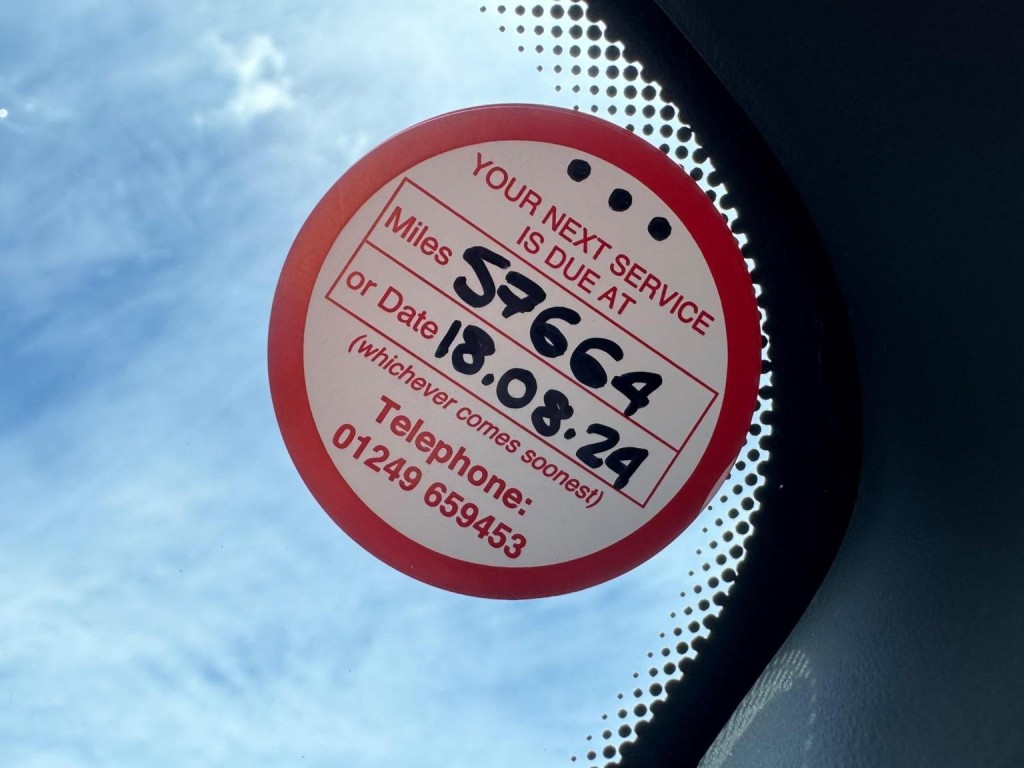 YOUR NEXT SERVICE
IS DUE AT
Miles 57664
or Date 18.08.24
(whichever comes soonest)
Telephone:
01249 659453